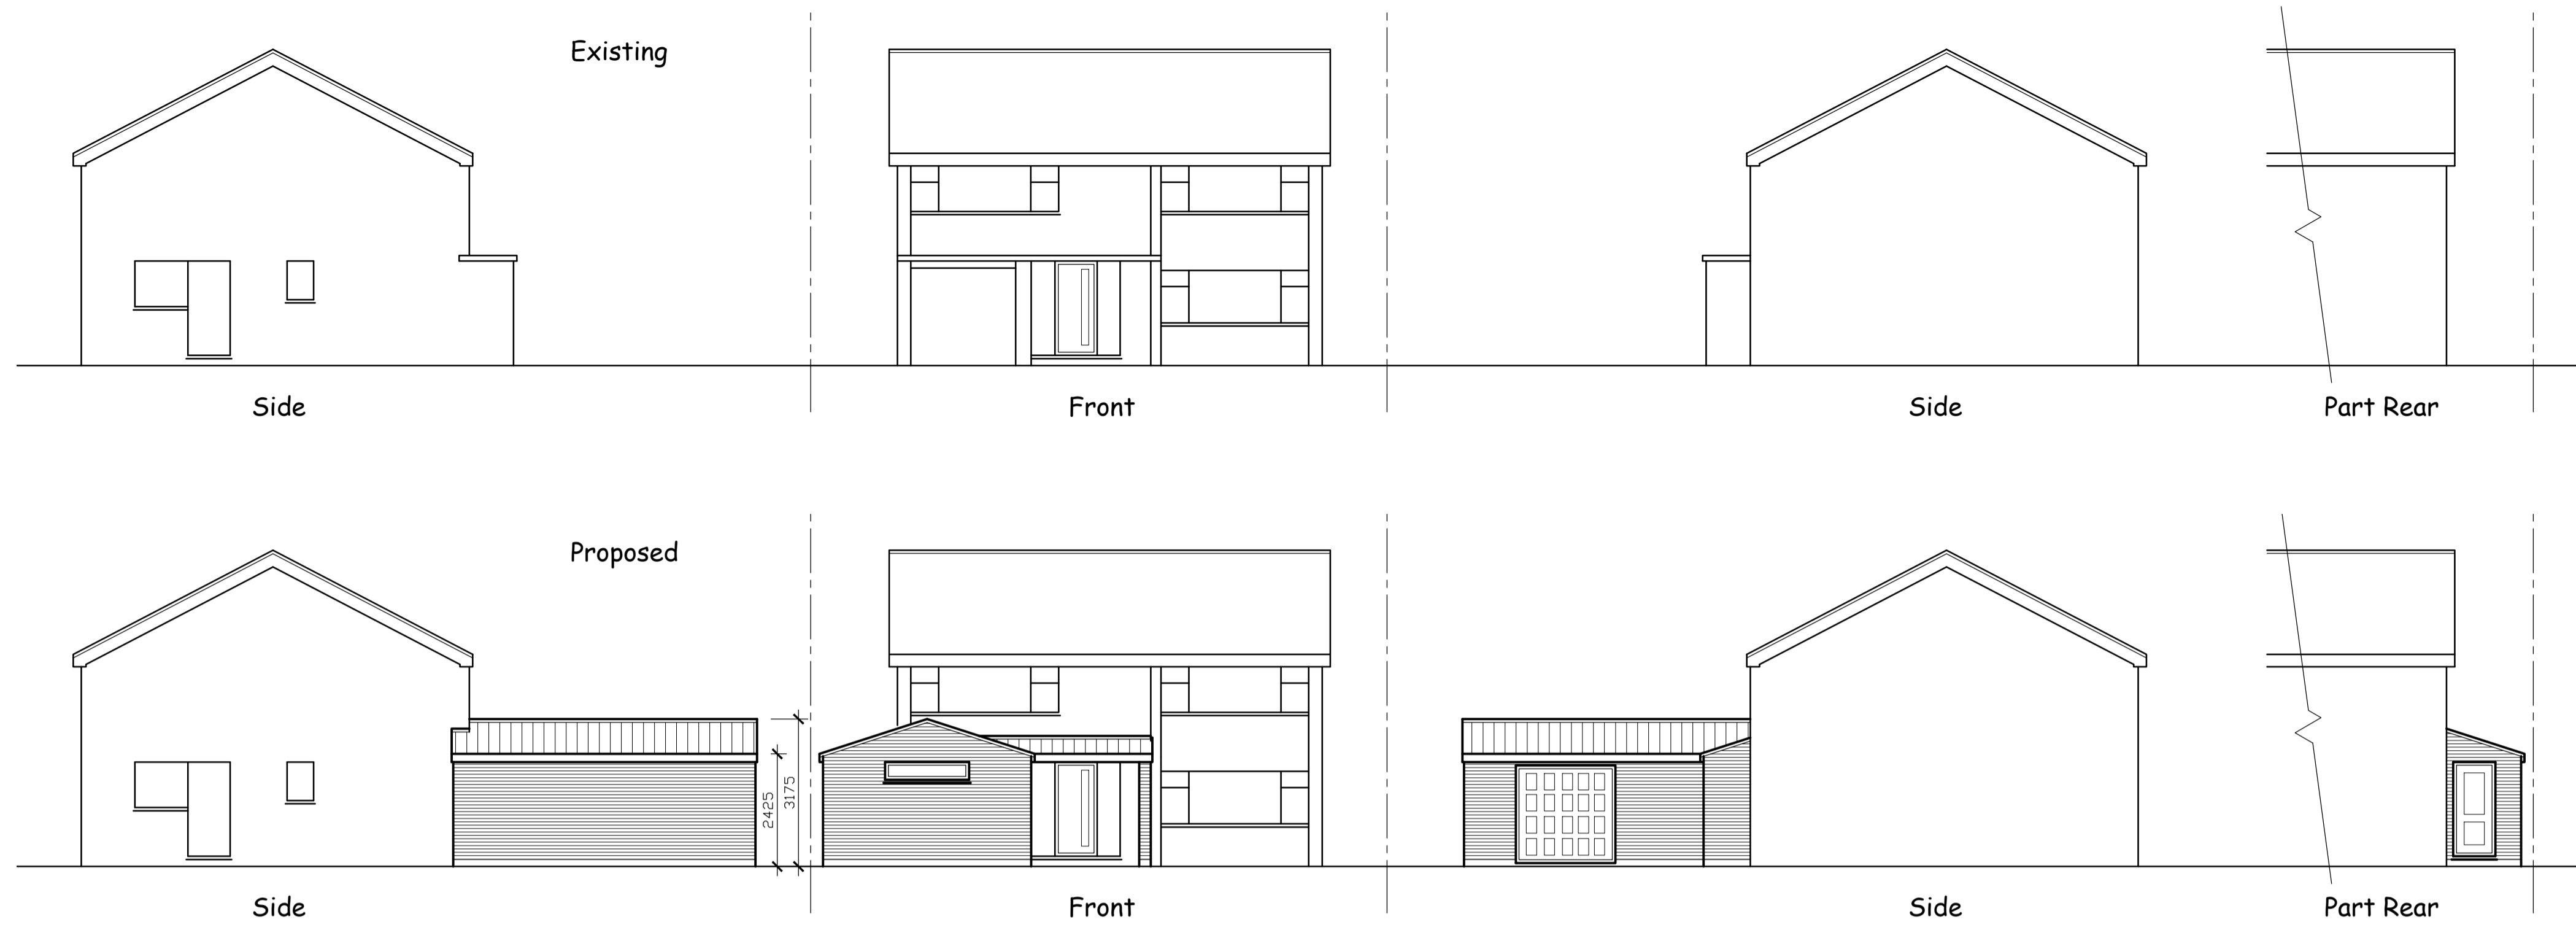 Existing
Side
Front
Side
Part Rear
Proposed
2425
3175
Side
Front
Side
Part Rear